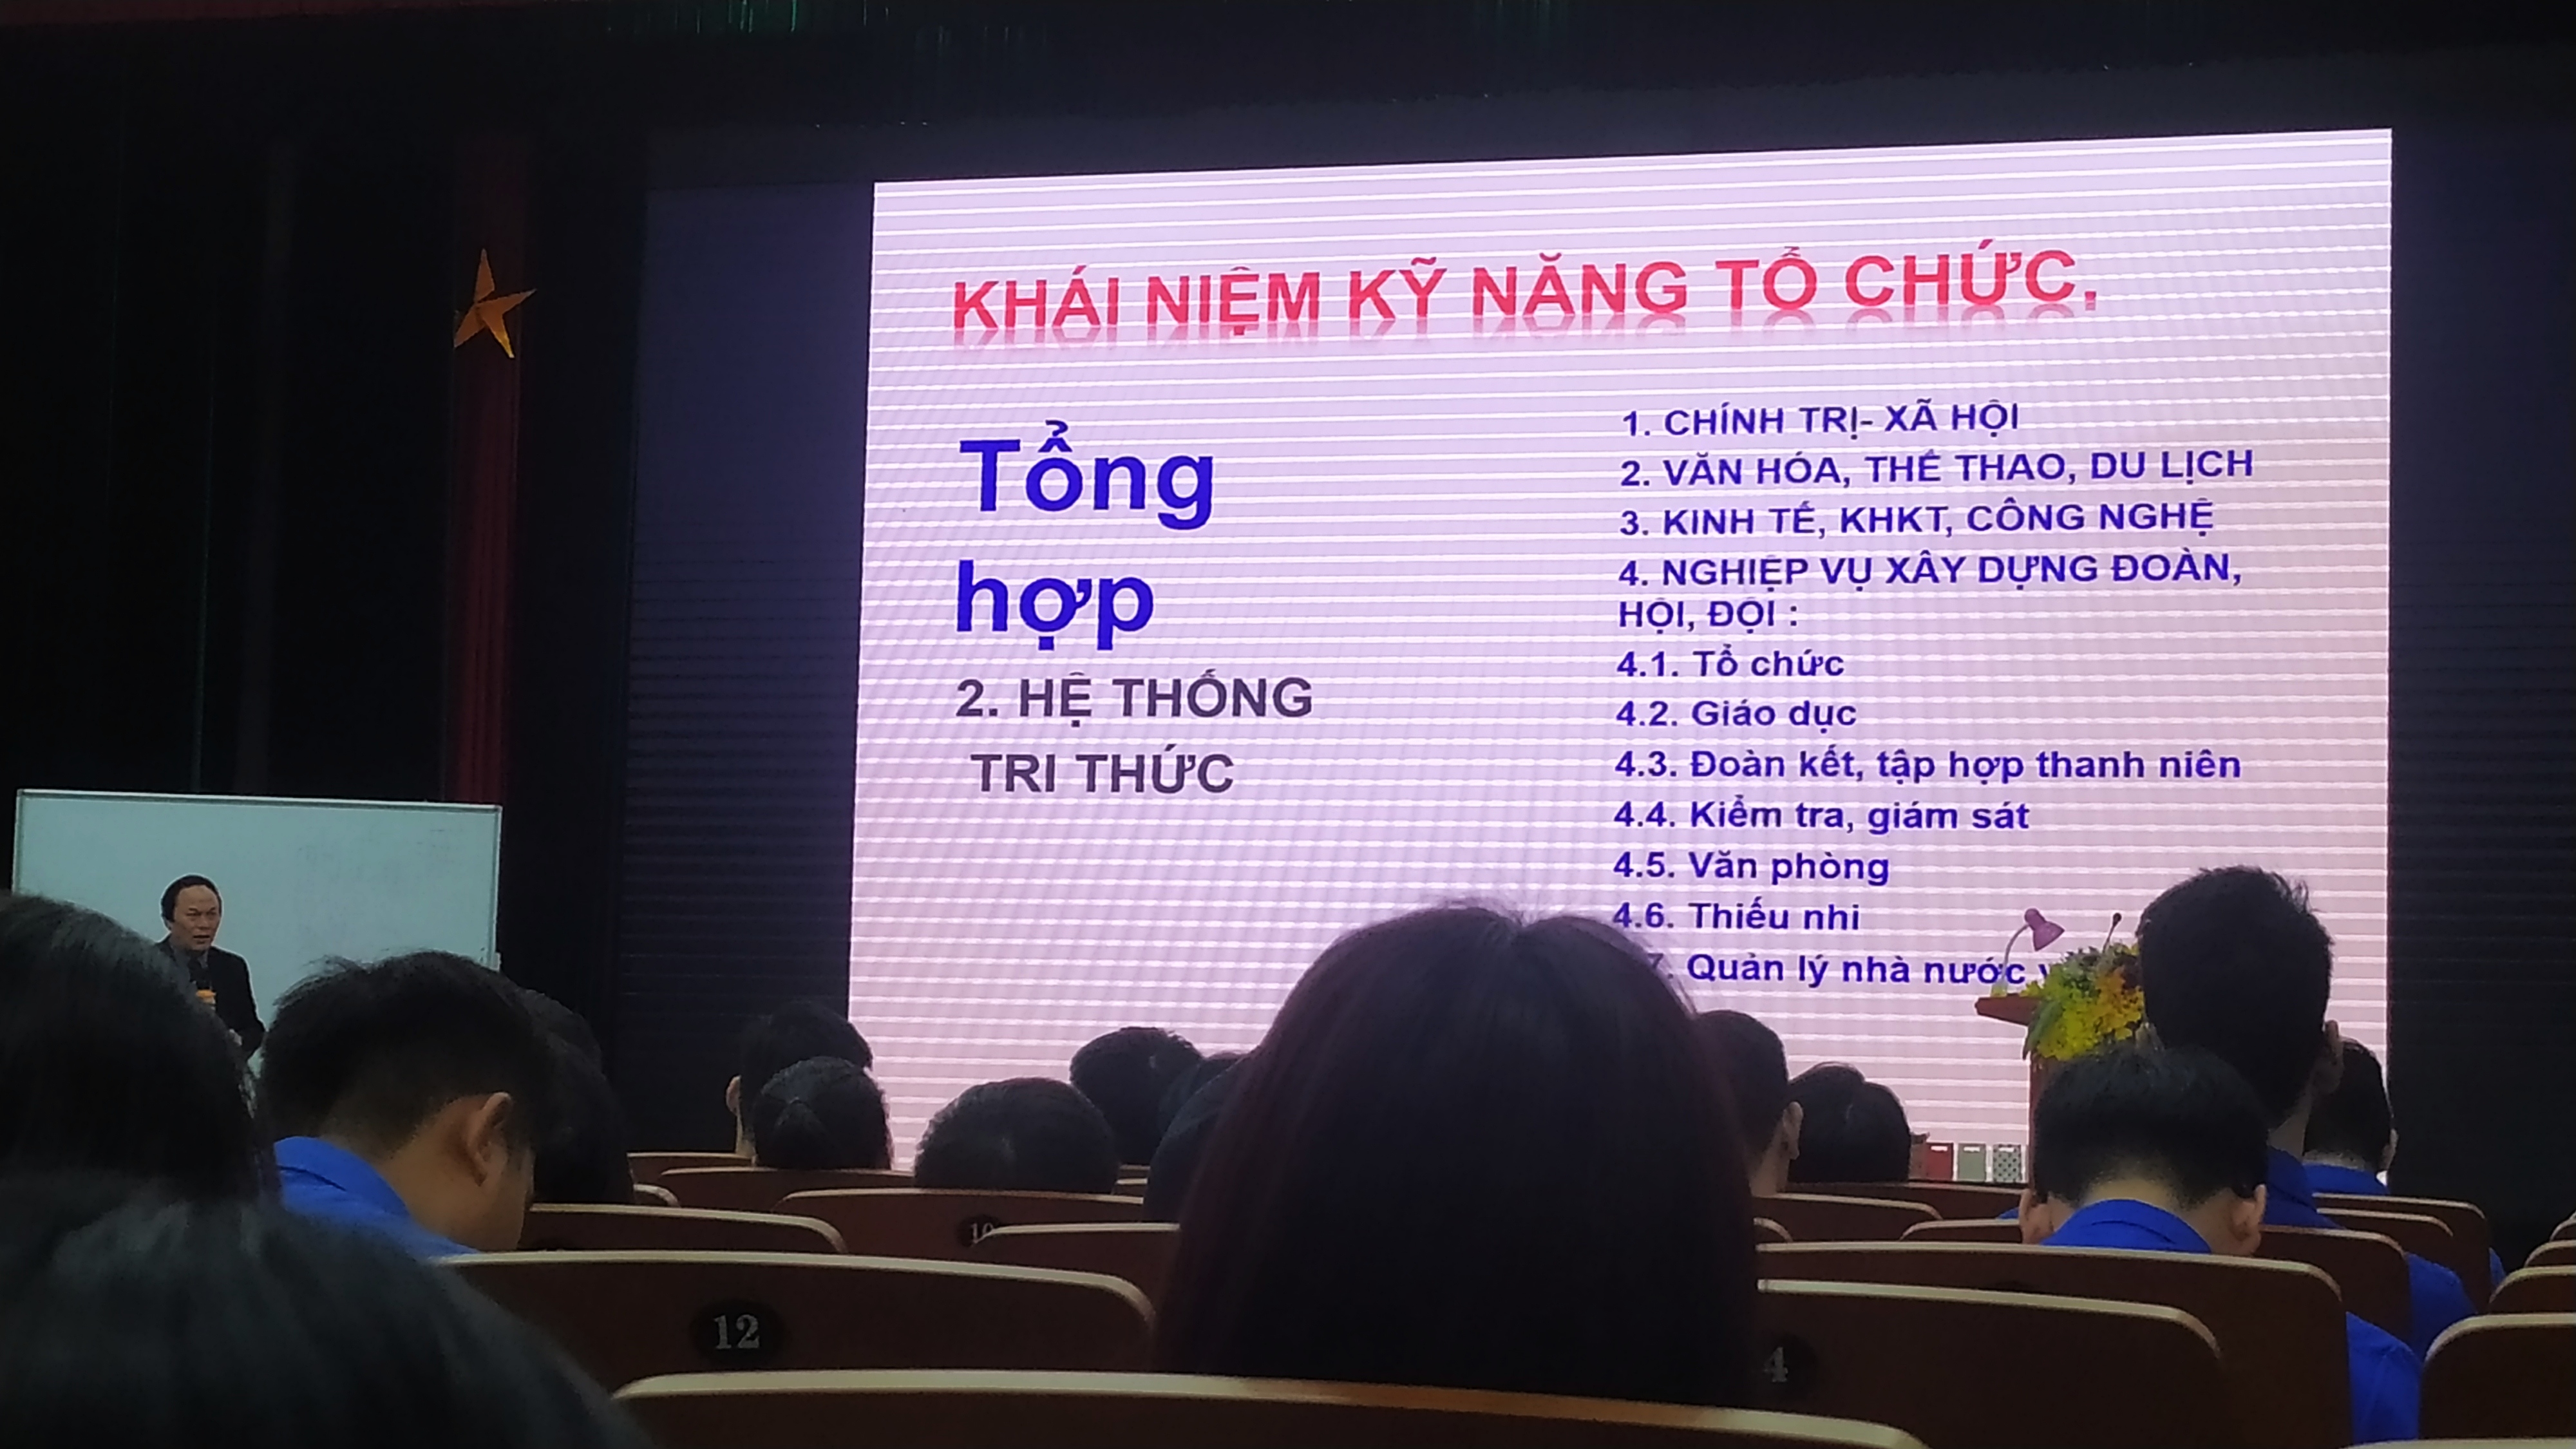 KHÁI NIỆM KỸ NĂNG TỔ CHỨC,
Tổng
hợp
2. HỆ THỐNG
TRI THỨC
1. CHÍNH TRỊ- XÃ HỘI
2. VĂN HÓA, THỂ THAO, DU LỊCH
3. KINH TẾ, KHKT, CÔNG NGHỆ
4. NGHIỆP VỤ XÂY DỰNG ĐOÀN,
HỘI, ĐỘI :
4.1. Tổ chức
4.2. Giáo dục
4.3. Đoàn kết, tập hợp thanh niên
4.4. Kiểm tra, giám sát
4.5. Văn phòng
4.6. Thiếu nhi
7. Quản lý nhà nước
10
12
4